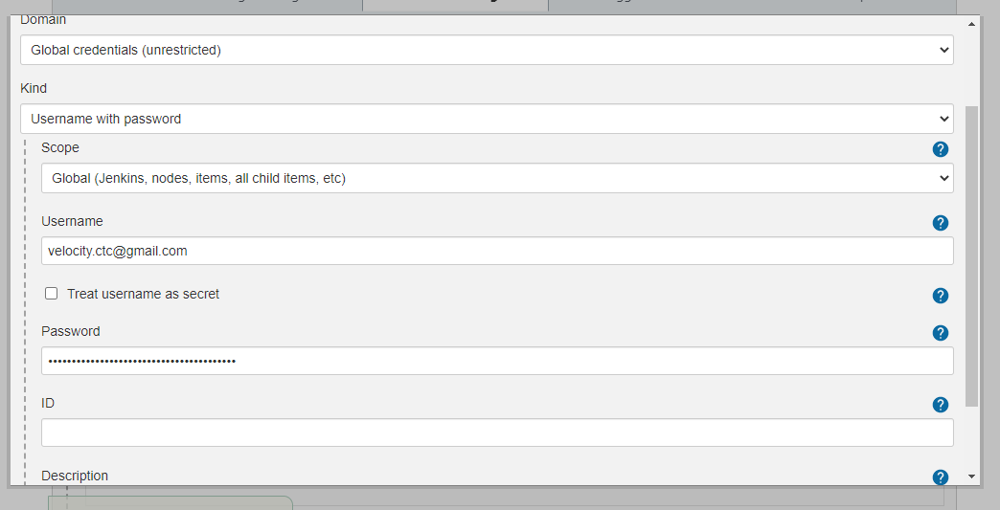 Domain
Global credentials (unrestricted)
Kind
Username with password
Scope
?
Global (Jenkins, nodes, items, all child items, etc)
Username
?
velocity.ctc@gmail.com
Treat username as secret
?
Password
?
••••••••••••••••••••••••••••••••••••••••
ID
?
Description
?